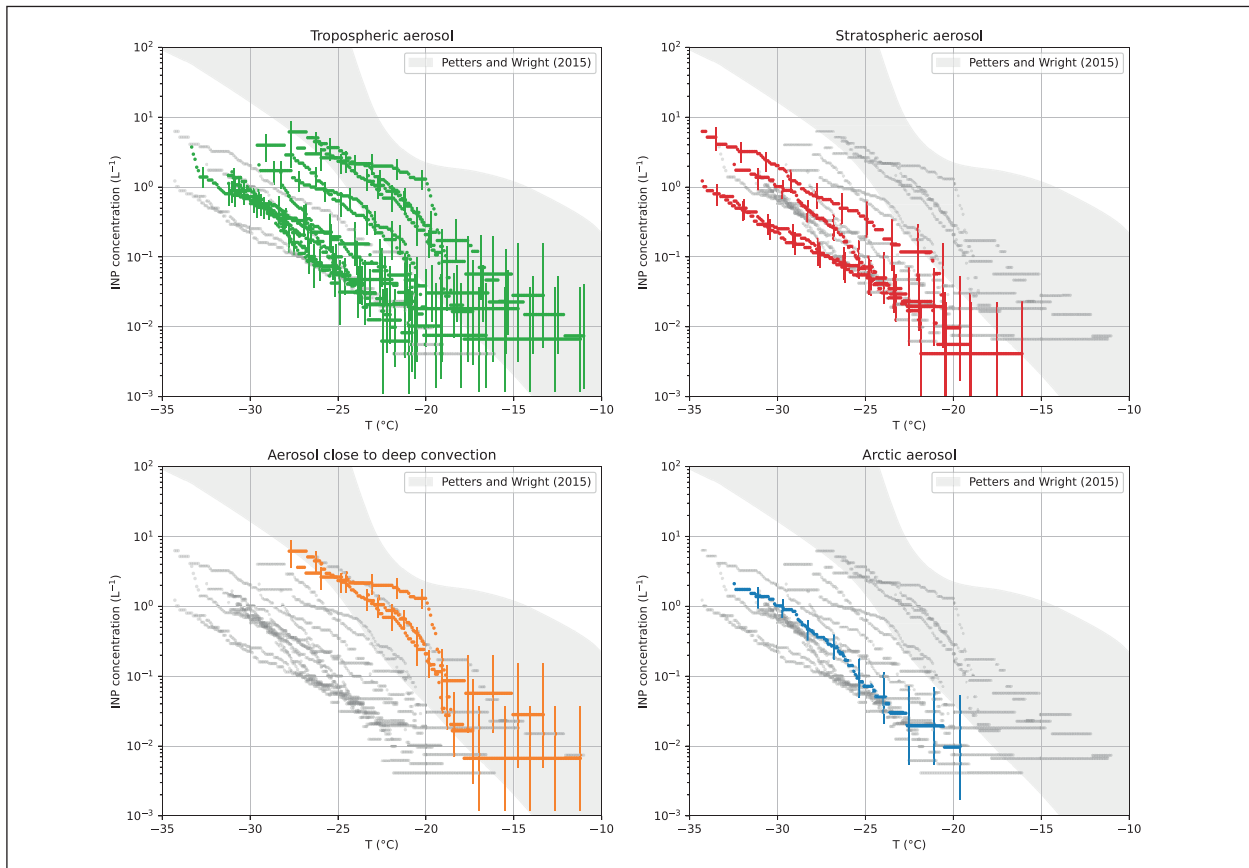 Tropospheric aerosol
INP concentration (L⁻¹)
10²
10¹
10⁰
10⁻¹
10⁻²
10⁻³
Petters and Wright (2015)
−35 −30 −25 −20 −15 −10
T (°C)
Stratospheric aerosol
INP concentration (L⁻¹)
10²
10¹
10⁰
10⁻¹
10⁻²
10⁻³
Petters and Wright (2015)
−35 −30 −25 −20 −15 −10
T (°C)
Aerosol close to deep convection
INP concentration (L⁻¹)
10²
10¹
10⁰
10⁻¹
10⁻²
10⁻³
Petters and Wright (2015)
−35 −30 −25 −20 −15 −10
T (°C)
Arctic aerosol
INP concentration (L⁻¹)
10²
10¹
10⁰
10⁻¹
10⁻²
10⁻³
Petters and Wright (2015)
−35 −30 −25 −20 −15 −10
T (°C)